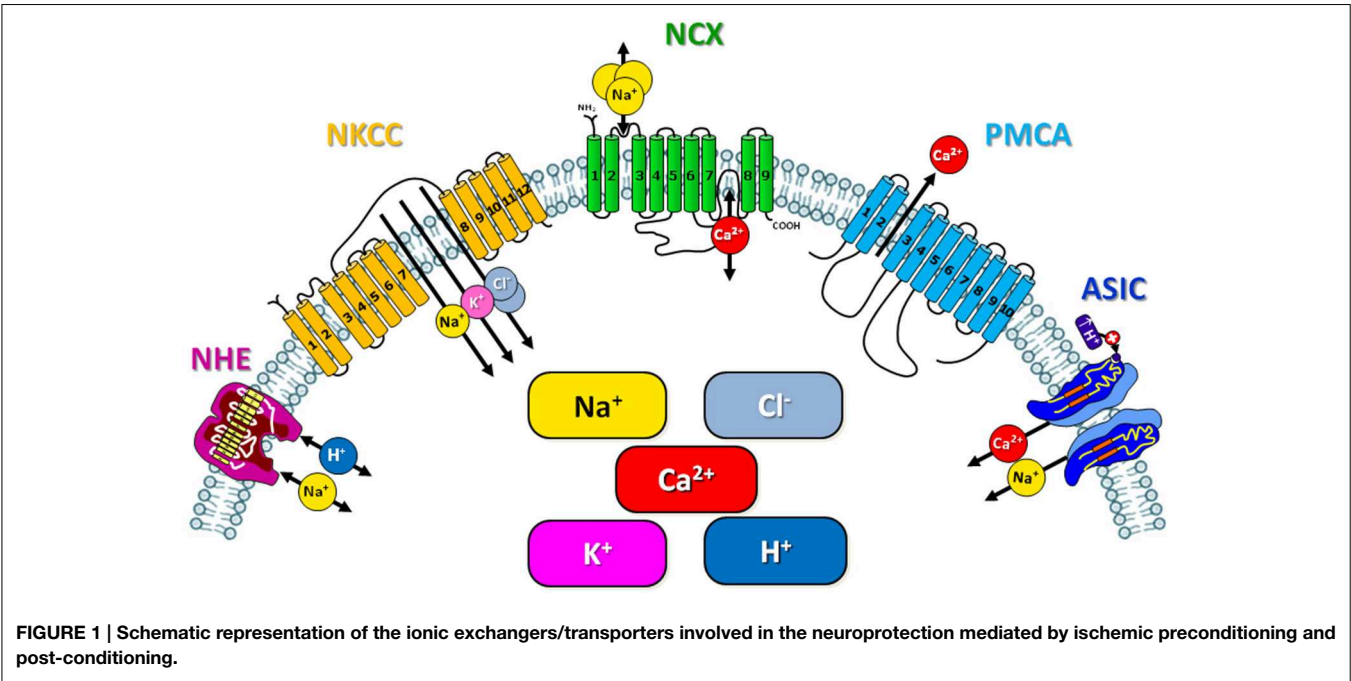 NCX
Na⁺
NH₂
NKCC
PMCA
Ca²⁺
1 2 3 4 5 6 7 8 9
COOH
Ca²⁺
8 9 10 11 12
1 2 3 4 5 6 7
Na⁺ K⁺ Cl⁻
1 2 3 4 5 6 7 8 9 10
ASIC
↑H⁺ +
NHE
H⁺
Na⁺
Ca²⁺
Na⁺
Na⁺ Cl⁻
Ca²⁺
K⁺ H⁺
FIGURE 1 | Schematic representation of the ionic exchangers/transporters involved in the neuroprotection mediated by ischemic preconditioning and
post-conditioning.